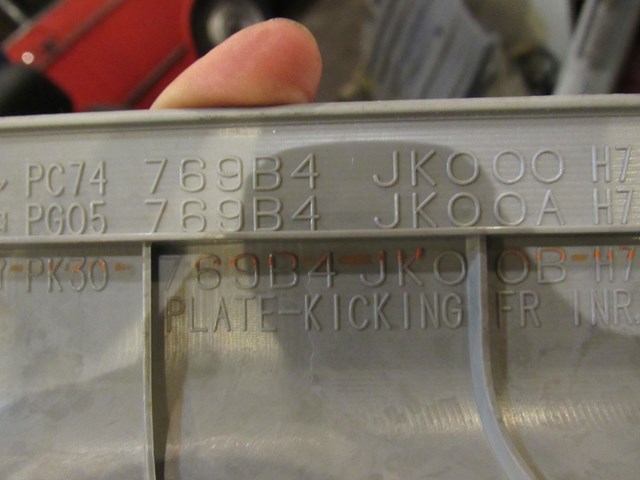 PC74 769B4 JK000 H7
PG05 769B4 JK00A H7
Y PK30 769B4 JK00B H7
PLATE-KICKING FR INR